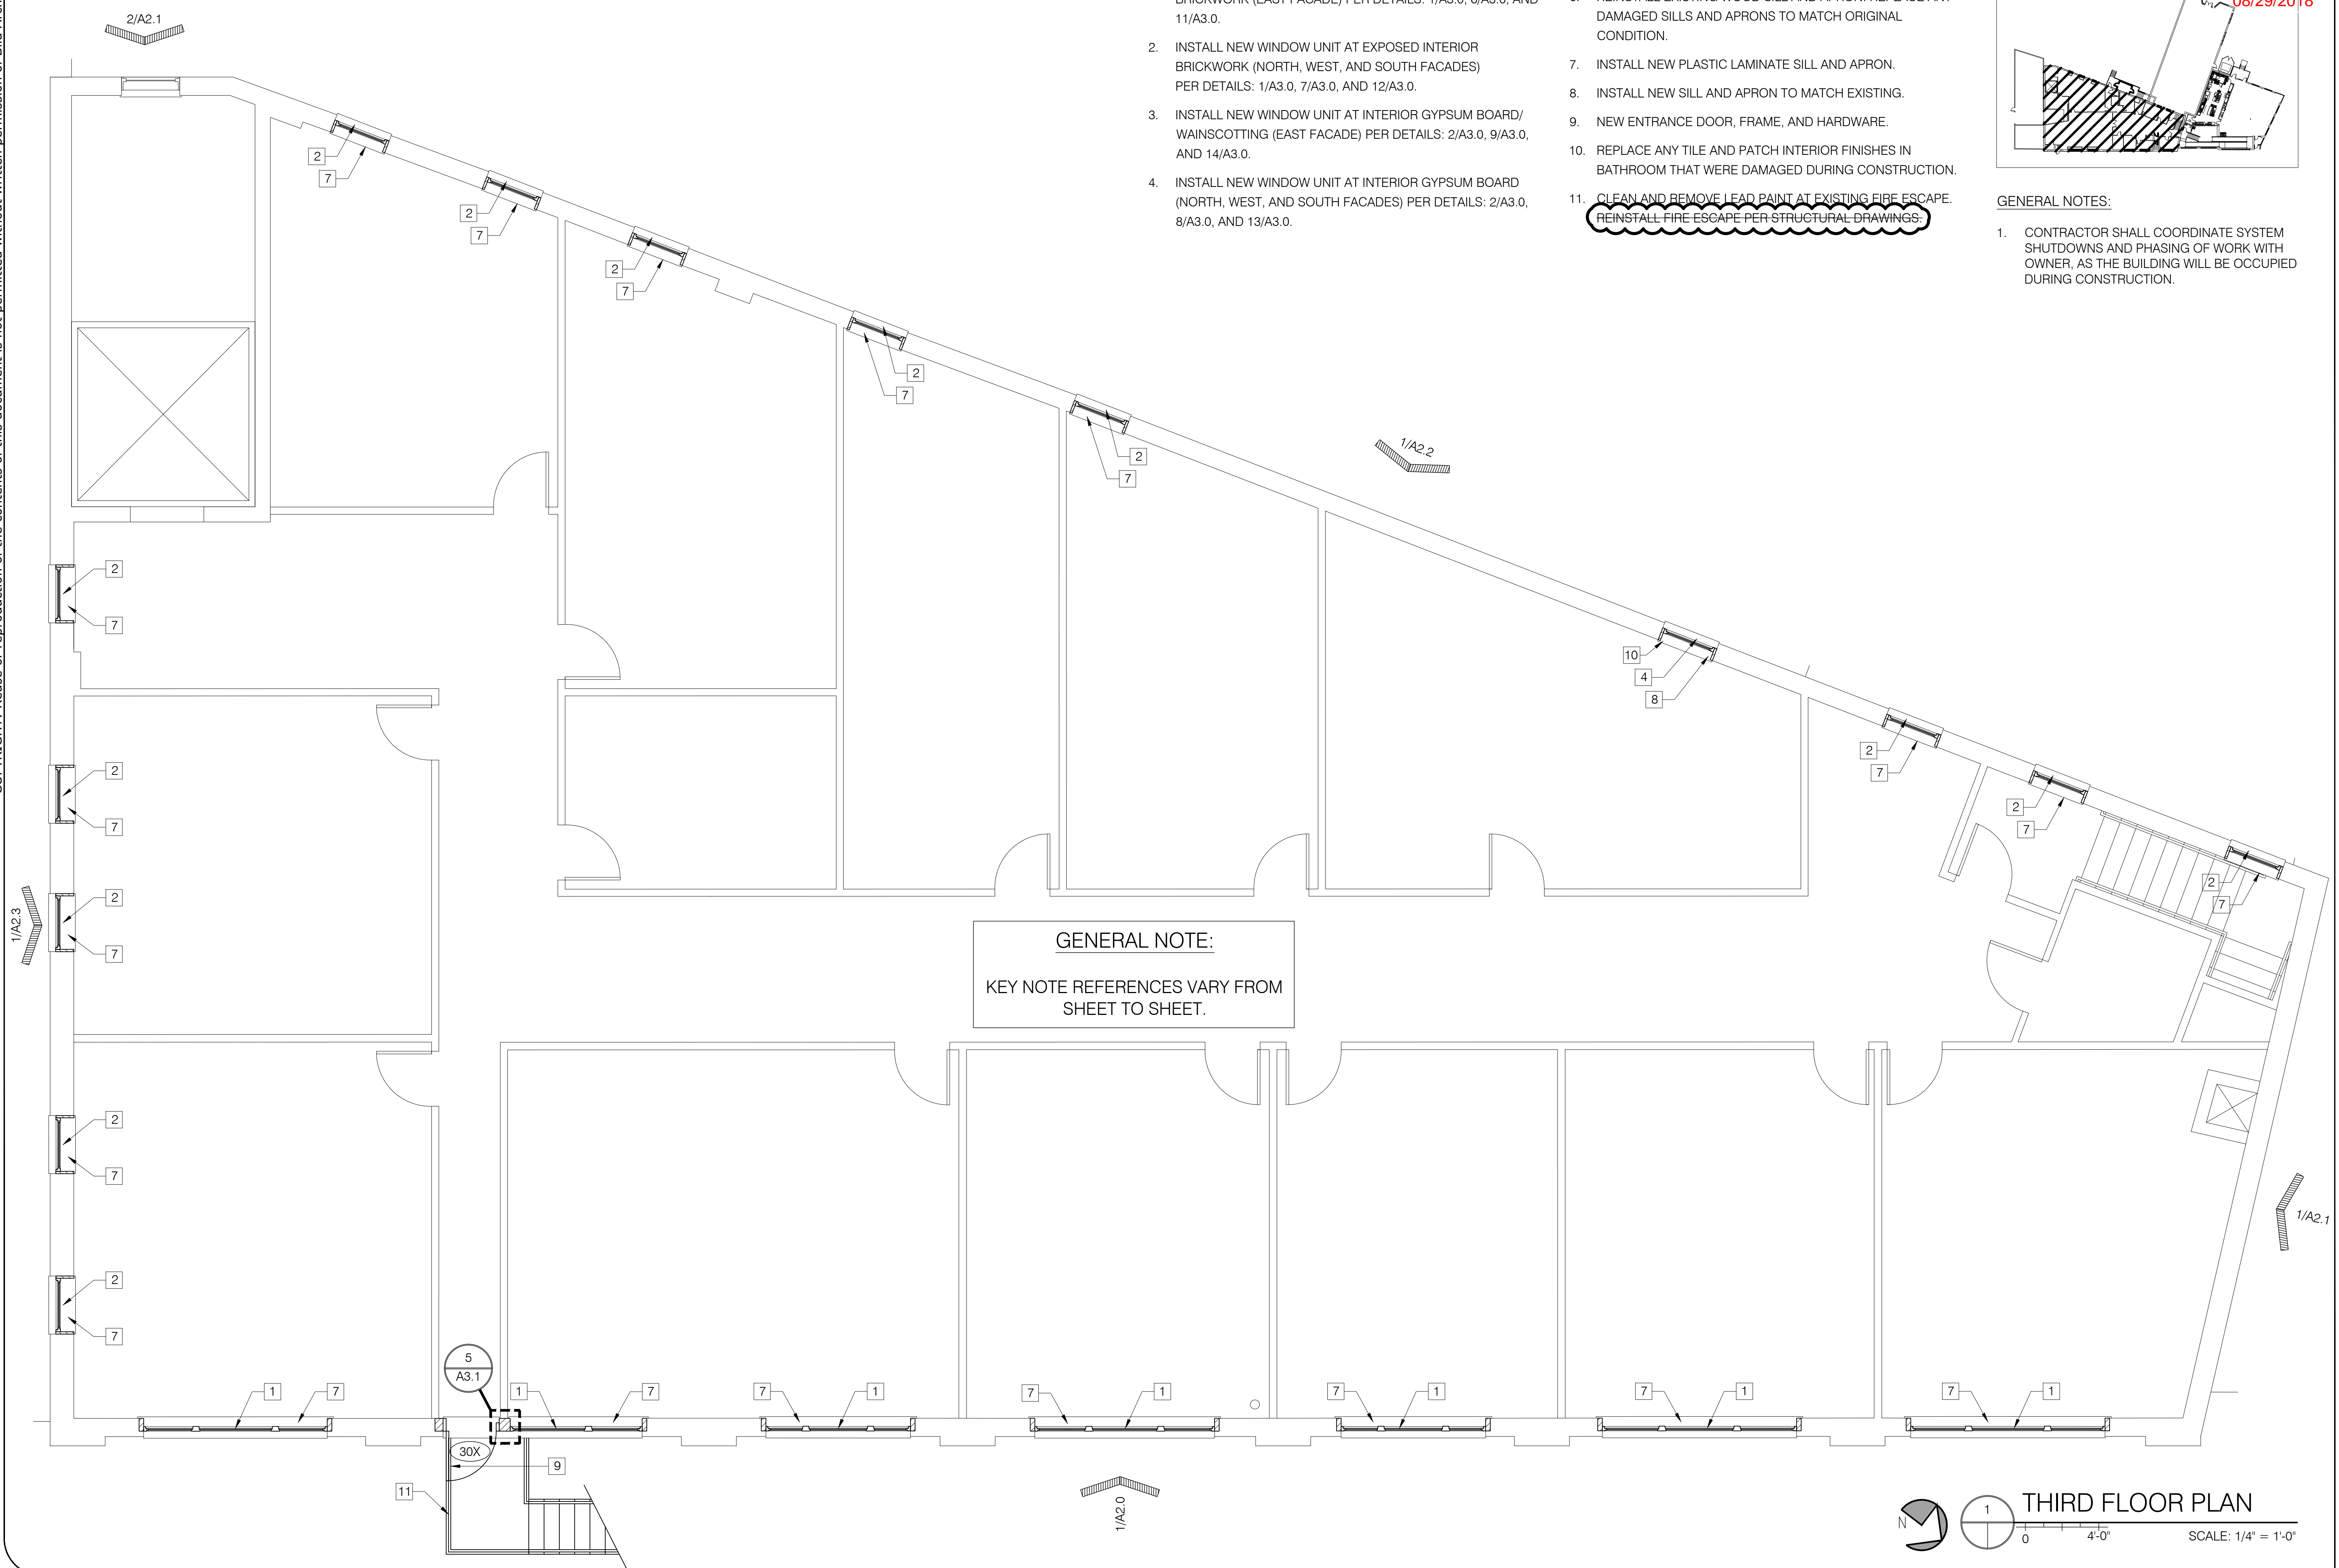 2/A2.1
11/A3.0.
2. INSTALL NEW WINDOW UNIT AT EXPOSED INTERIOR
BRICKWORK (NORTH, WEST, AND SOUTH FACADES)
PER DETAILS: 1/A3.0, 7/A3.0, AND 12/A3.0.
3. INSTALL NEW WINDOW UNIT AT INTERIOR GYPSUM BOARD/
WAINSCOTTING (EAST FACADE) PER DETAILS: 2/A3.0, 9/A3.0,
AND 14/A3.0.
4. INSTALL NEW WINDOW UNIT AT INTERIOR GYPSUM BOARD
(NORTH, WEST, AND SOUTH FACADES) PER DETAILS: 2/A3.0,
8/A3.0, AND 13/A3.0.
DAMAGED SILLS AND APRONS TO MATCH ORIGINAL
CONDITION.
7. INSTALL NEW PLASTIC LAMINATE SILL AND APRON.
8. INSTALL NEW SILL AND APRON TO MATCH EXISTING.
9. NEW ENTRANCE DOOR, FRAME, AND HARDWARE.
10. REPLACE ANY TILE AND PATCH INTERIOR FINISHES IN
BATHROOM THAT WERE DAMAGED DURING CONSTRUCTION.
11. CLEAN AND REMOVE LEAD PAINT AT EXISTING FIRE ESCAPE.
REINSTALL FIRE ESCAPE PER STRUCTURAL DRAWINGS.
08/29/2018
GENERAL NOTES:
1. CONTRACTOR SHALL COORDINATE SYSTEM
SHUTDOWNS AND PHASING OF WORK WITH
OWNER, AS THE BUILDING WILL BE OCCUPIED
DURING CONSTRUCTION.
2
7
2
7
2
7
2
7
2
7
1/A2.2
2
7
10
4
8
2
7
2
7
2
7
2
7
2
7
1/A2.3
GENERAL NOTE:
KEY NOTE REFERENCES VARY FROM
SHEET TO SHEET.
2
7
2
7
1/A2.1
5
A3.1
1
7
1
7
7
1
7
1
7
1
7
1
7
1
30X
9
11
1/A2.0
N
1
THIRD FLOOR PLAN
0
4'-0"
SCALE: 1/4" = 1'-0"